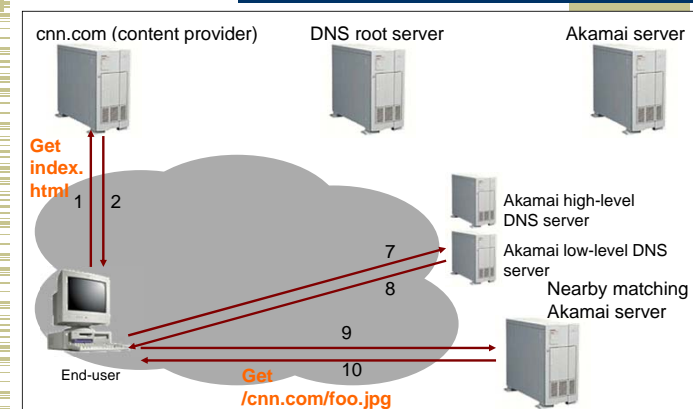 cnn.com (content provider)
DNS root server
Akamai server
Get
index.
html
1
2
Akamai high-level
DNS server
7
Akamai low-level DNS
server
8
Nearby matching
Akamai server
9
10
End-user
Get
/cnn.com/foo.jpg